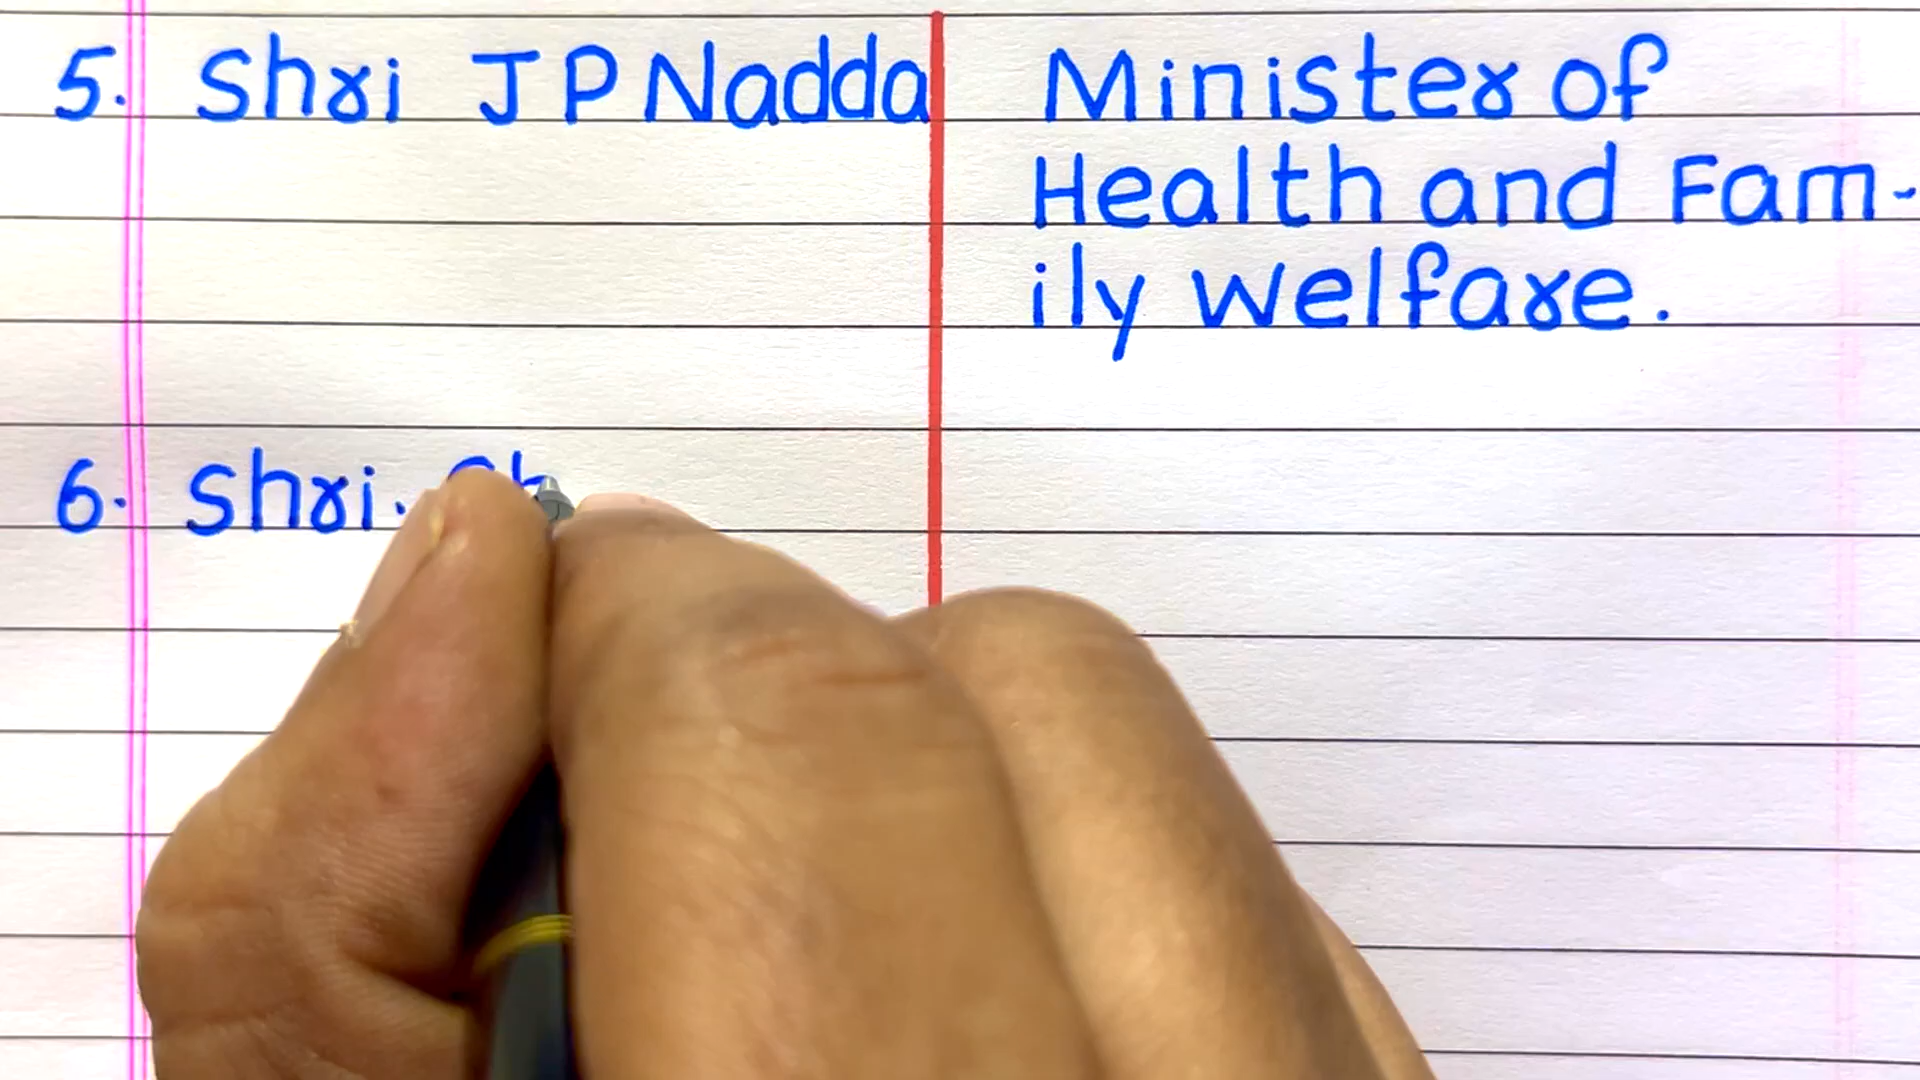 5. Shri J P Nadda Minister of
Health and Fam-
ily Welfare.
6. Shri.